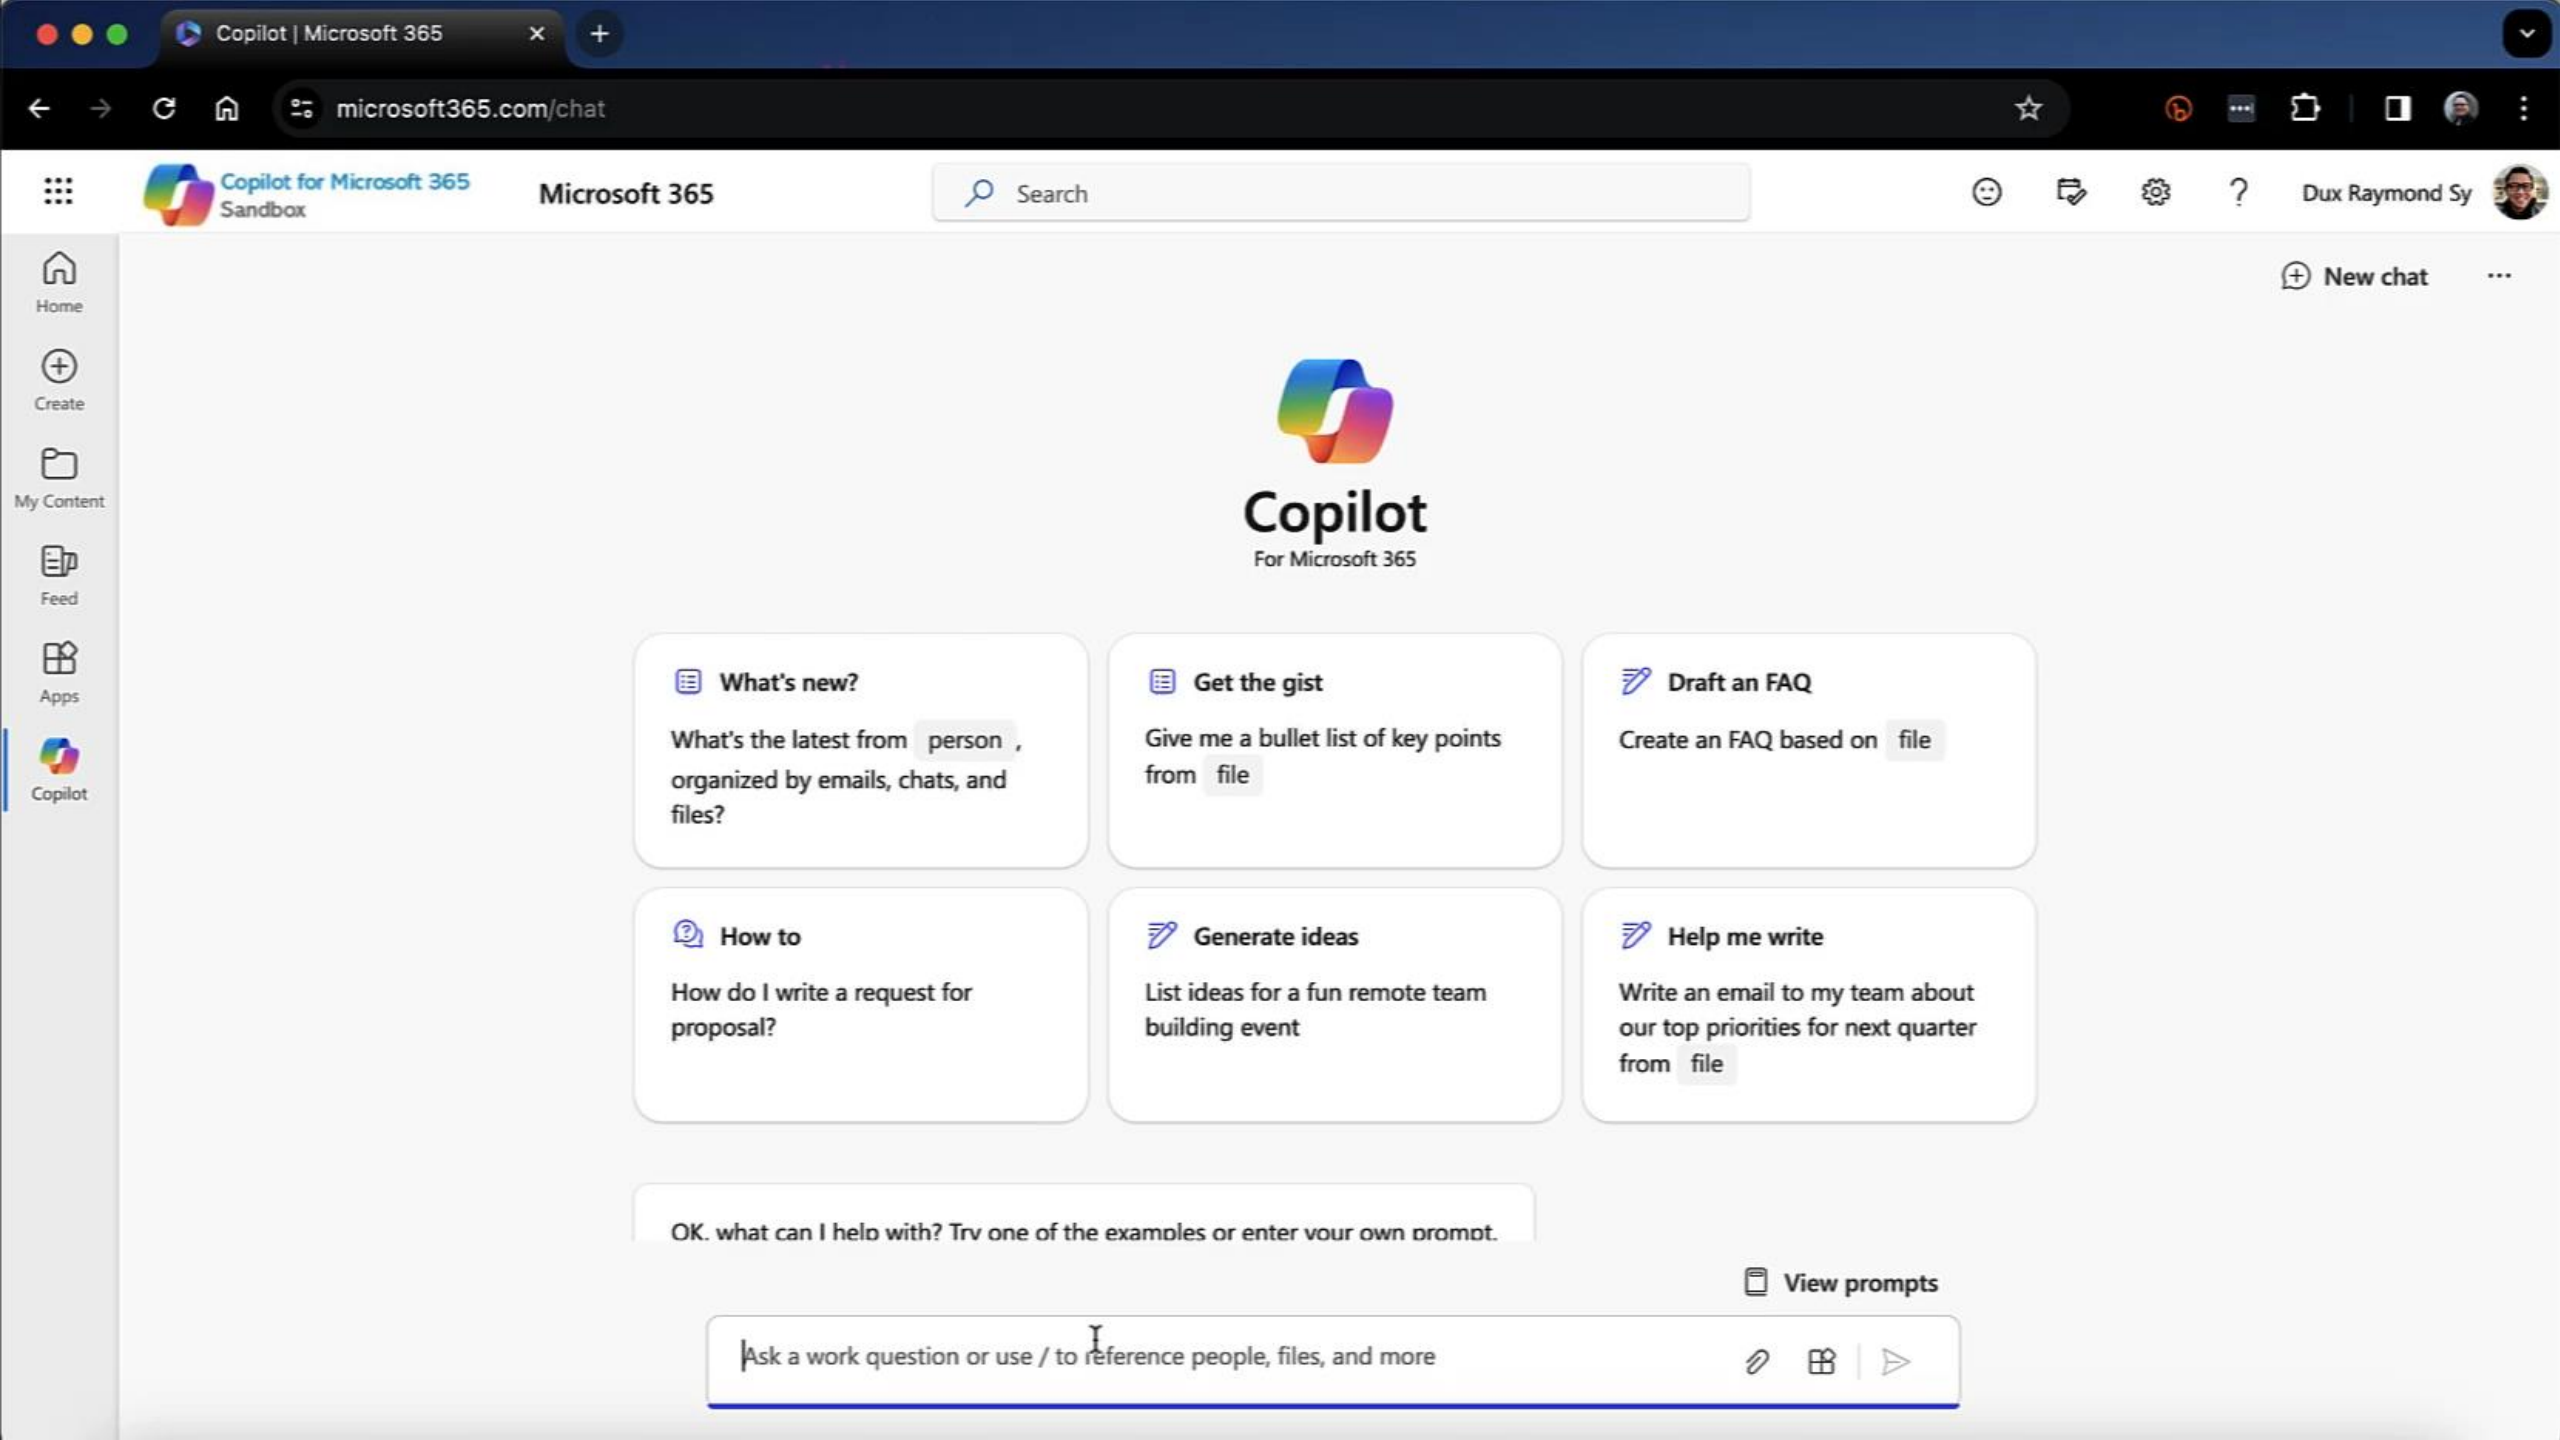 Copilot | Microsoft 365
microsoft365.com/chat
Copilot for Microsoft 365
Sandbox
Microsoft 365
Search
Dux Raymond Sy
Home
Create
My Content
Feed
Apps
Copilot
New chat
Copilot
For Microsoft 365
What's new?
What's the latest from person ,
organized by emails, chats, and
files?
Get the gist
Give me a bullet list of key points
from file
Draft an FAQ
Create an FAQ based on file
How to
How do I write a request for
proposal?
Generate ideas
List ideas for a fun remote team
building event
Help me write
Write an email to my team about
our top priorities for next quarter
from file
OK, what can I help with? Try one of the examples or enter your own prompt.
View prompts
Ask a work question or use / to reference people, files, and more